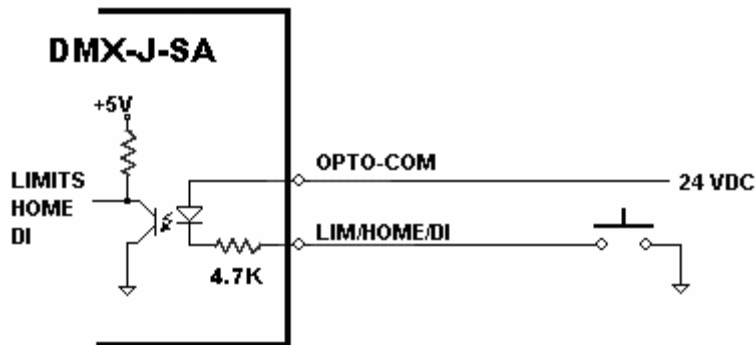 DMX-J-SA
+5V
OPTO-COM
24 VDC
LIMITS
HOME
DI
LIM/HOME/DI
4.7K